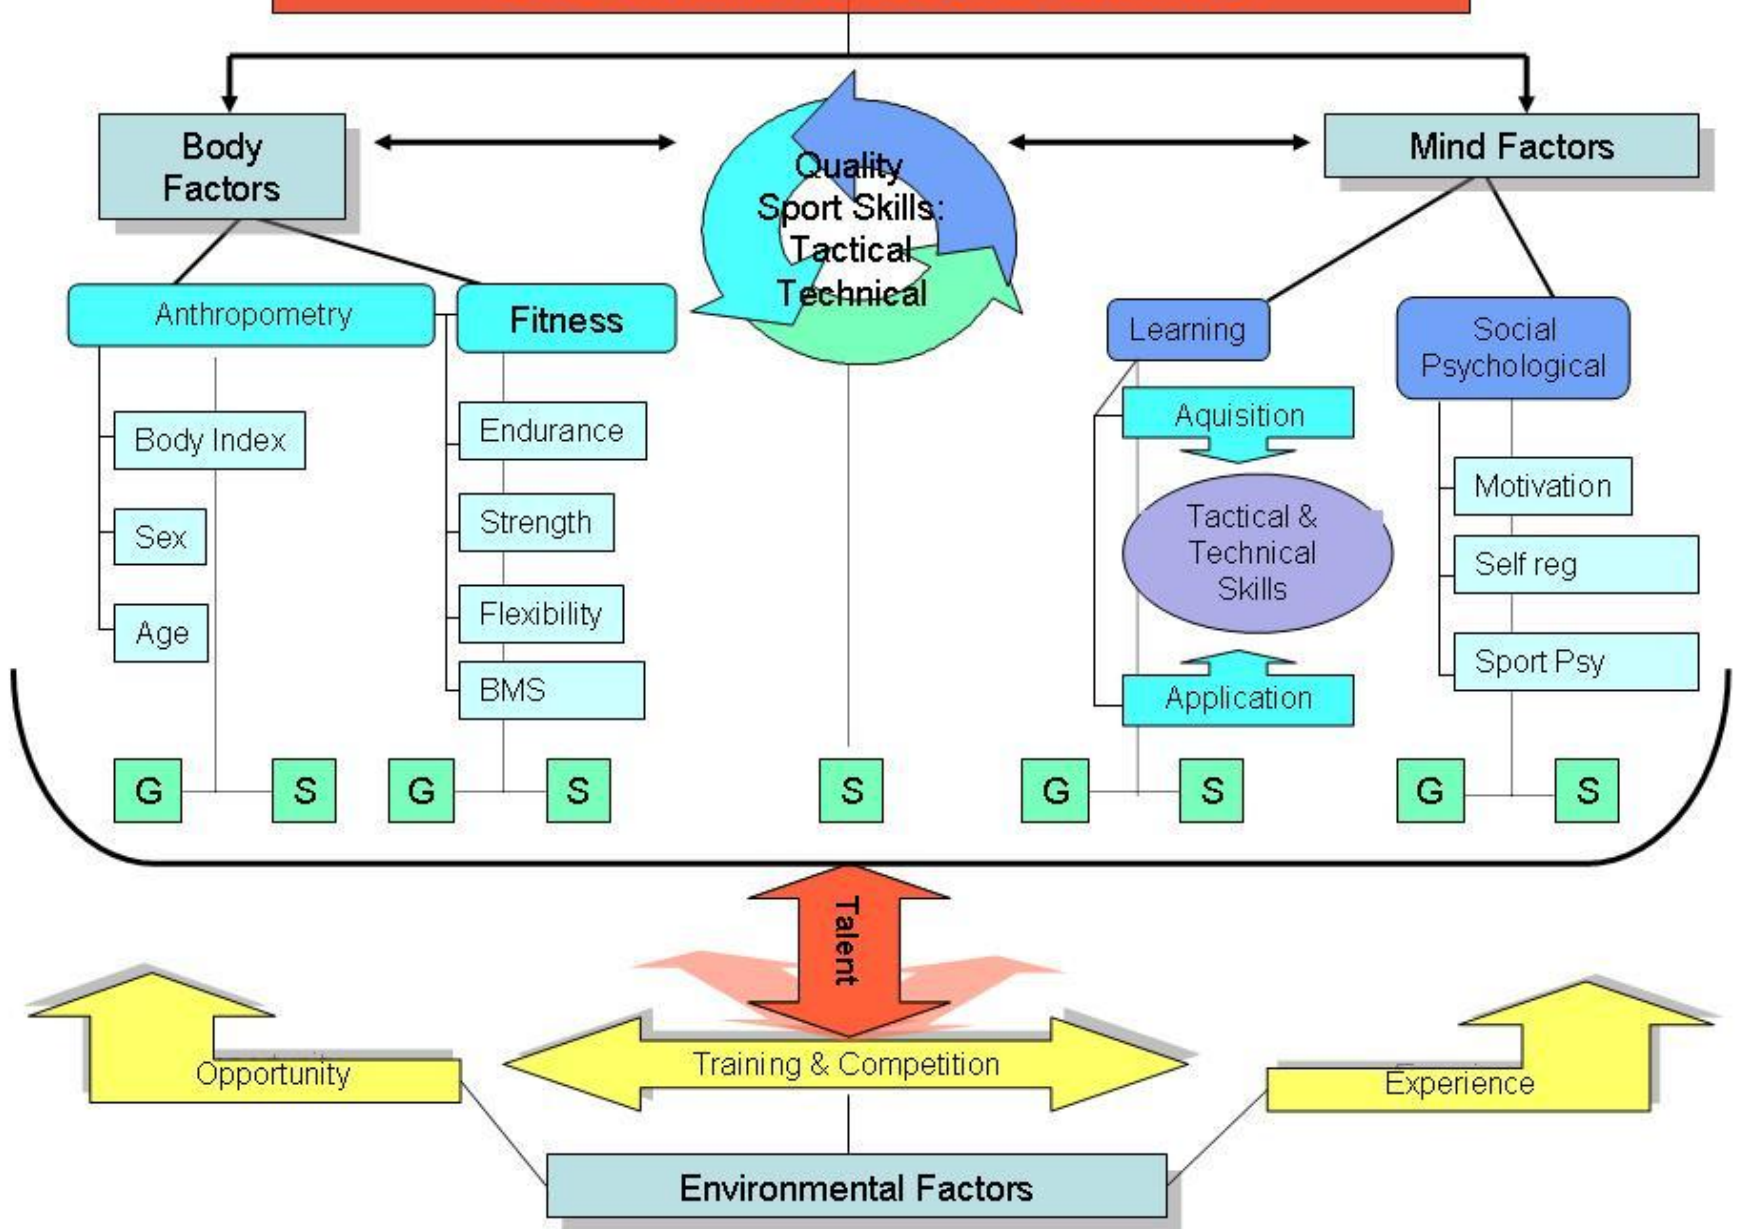 Body
Factors
Quality
Sport Skills:
Tactical
Technical
Mind Factors
Anthropometry
Fitness
Learning
Social
Psychological
Body Index
Sex
Age
Endurance
Strength
Flexibility
BMS
Aquisition
Tactical &
Technical
Skills
Application
Motivation
Self reg
Sport Psy
G
S
G
S
S
G
S
G
S
Talent
Opportunity
Training & Competition
Experience
Environmental Factors